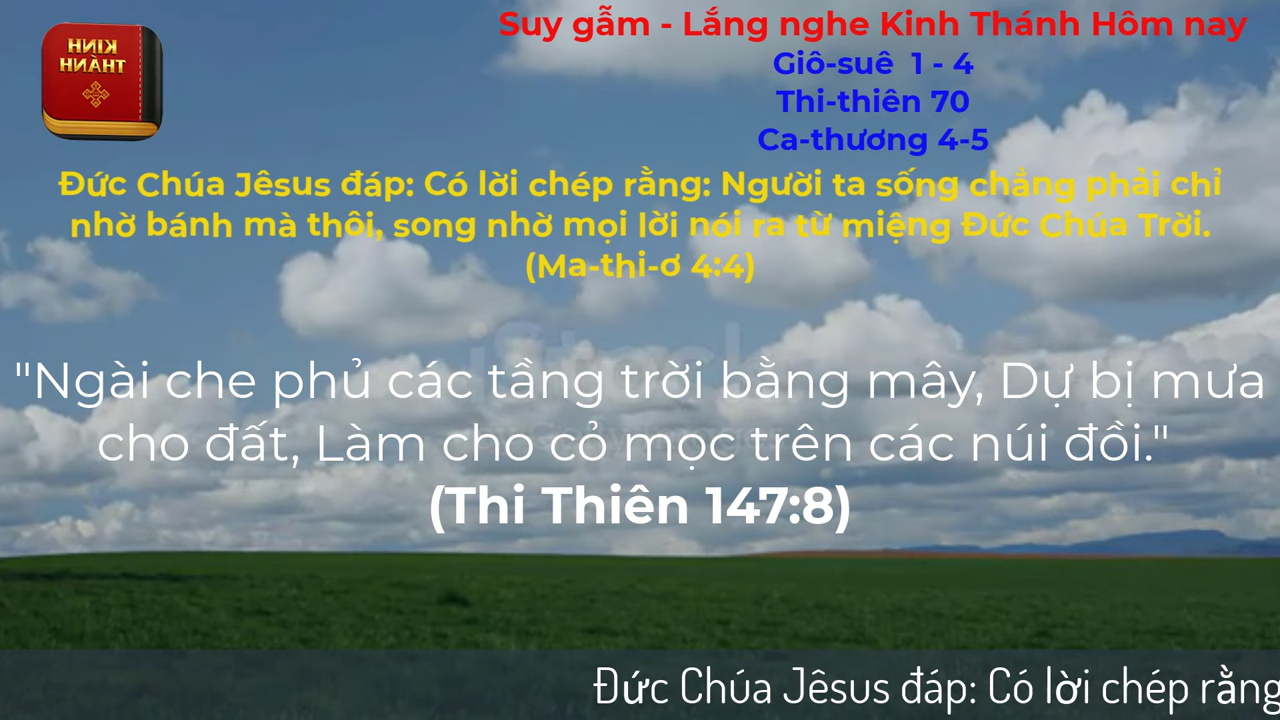 KINH
THÁNH
Suy gẫm - Lắng nghe Kinh Thánh Hôm nay
Giô-suê 1 - 4
Thi-thiên 70
Ca-thương 4-5
Đức Chúa Jêsus đáp: Có lời chép rằng: Người ta sống chẳng phải chỉ
nhờ bánh mà thôi, song nhờ mọi lời nói ra từ miệng Đức Chúa Trời.
(Ma-thi-ơ 4:4)
iStock
"Ngài che phủ các tầng trời bằng mây, Dự bị mưa
cho đất, Làm cho cỏ mọc trên các núi đồi."
(Thi Thiên 147:8)
Đức Chúa Jêsus đáp: Có lời chép rằng